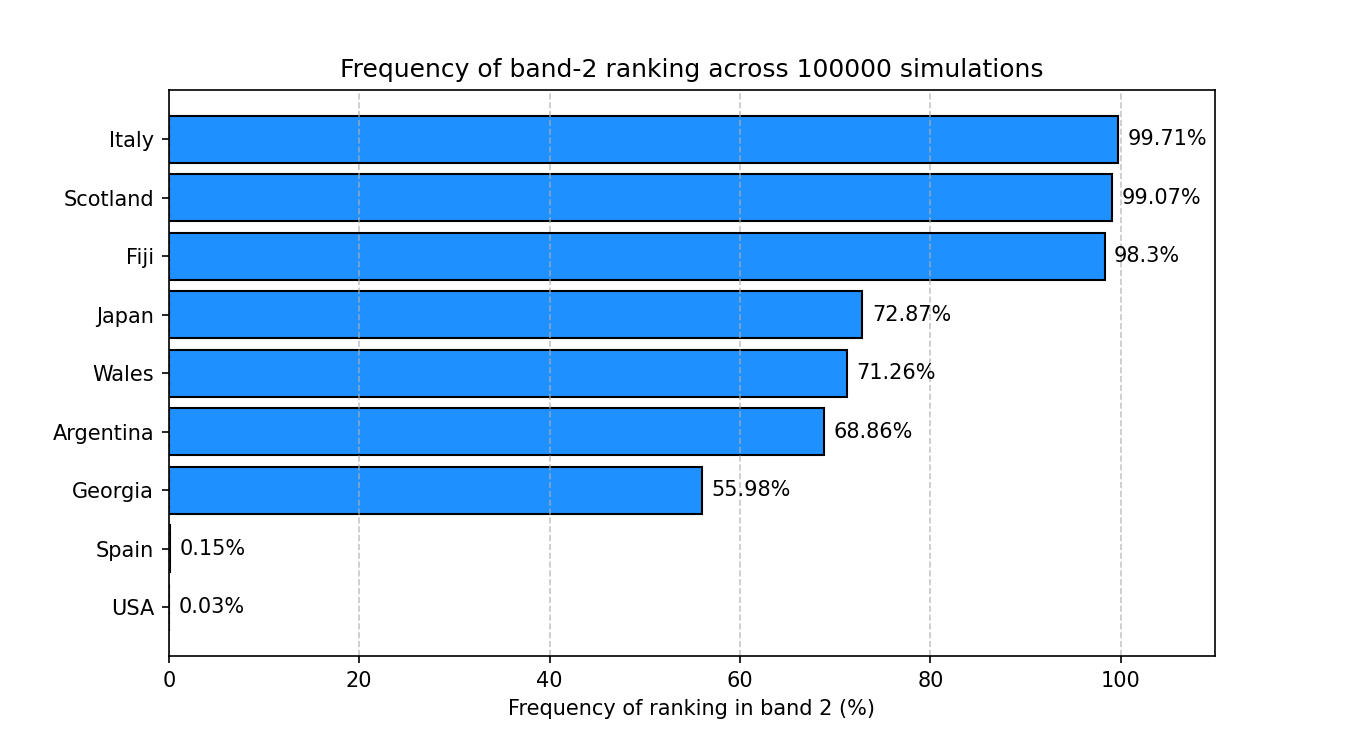 Frequency of band-2 ranking across 100000 simulations
Italy 99.71%
Scotland 99.07%
Fiji 98.3%
Japan 72.87%
Wales 71.26%
Argentina 68.86%
Georgia 55.98%
Spain 0.15%
USA 0.03%
0 20 40 60 80 100
Frequency of ranking in band 2 (%)